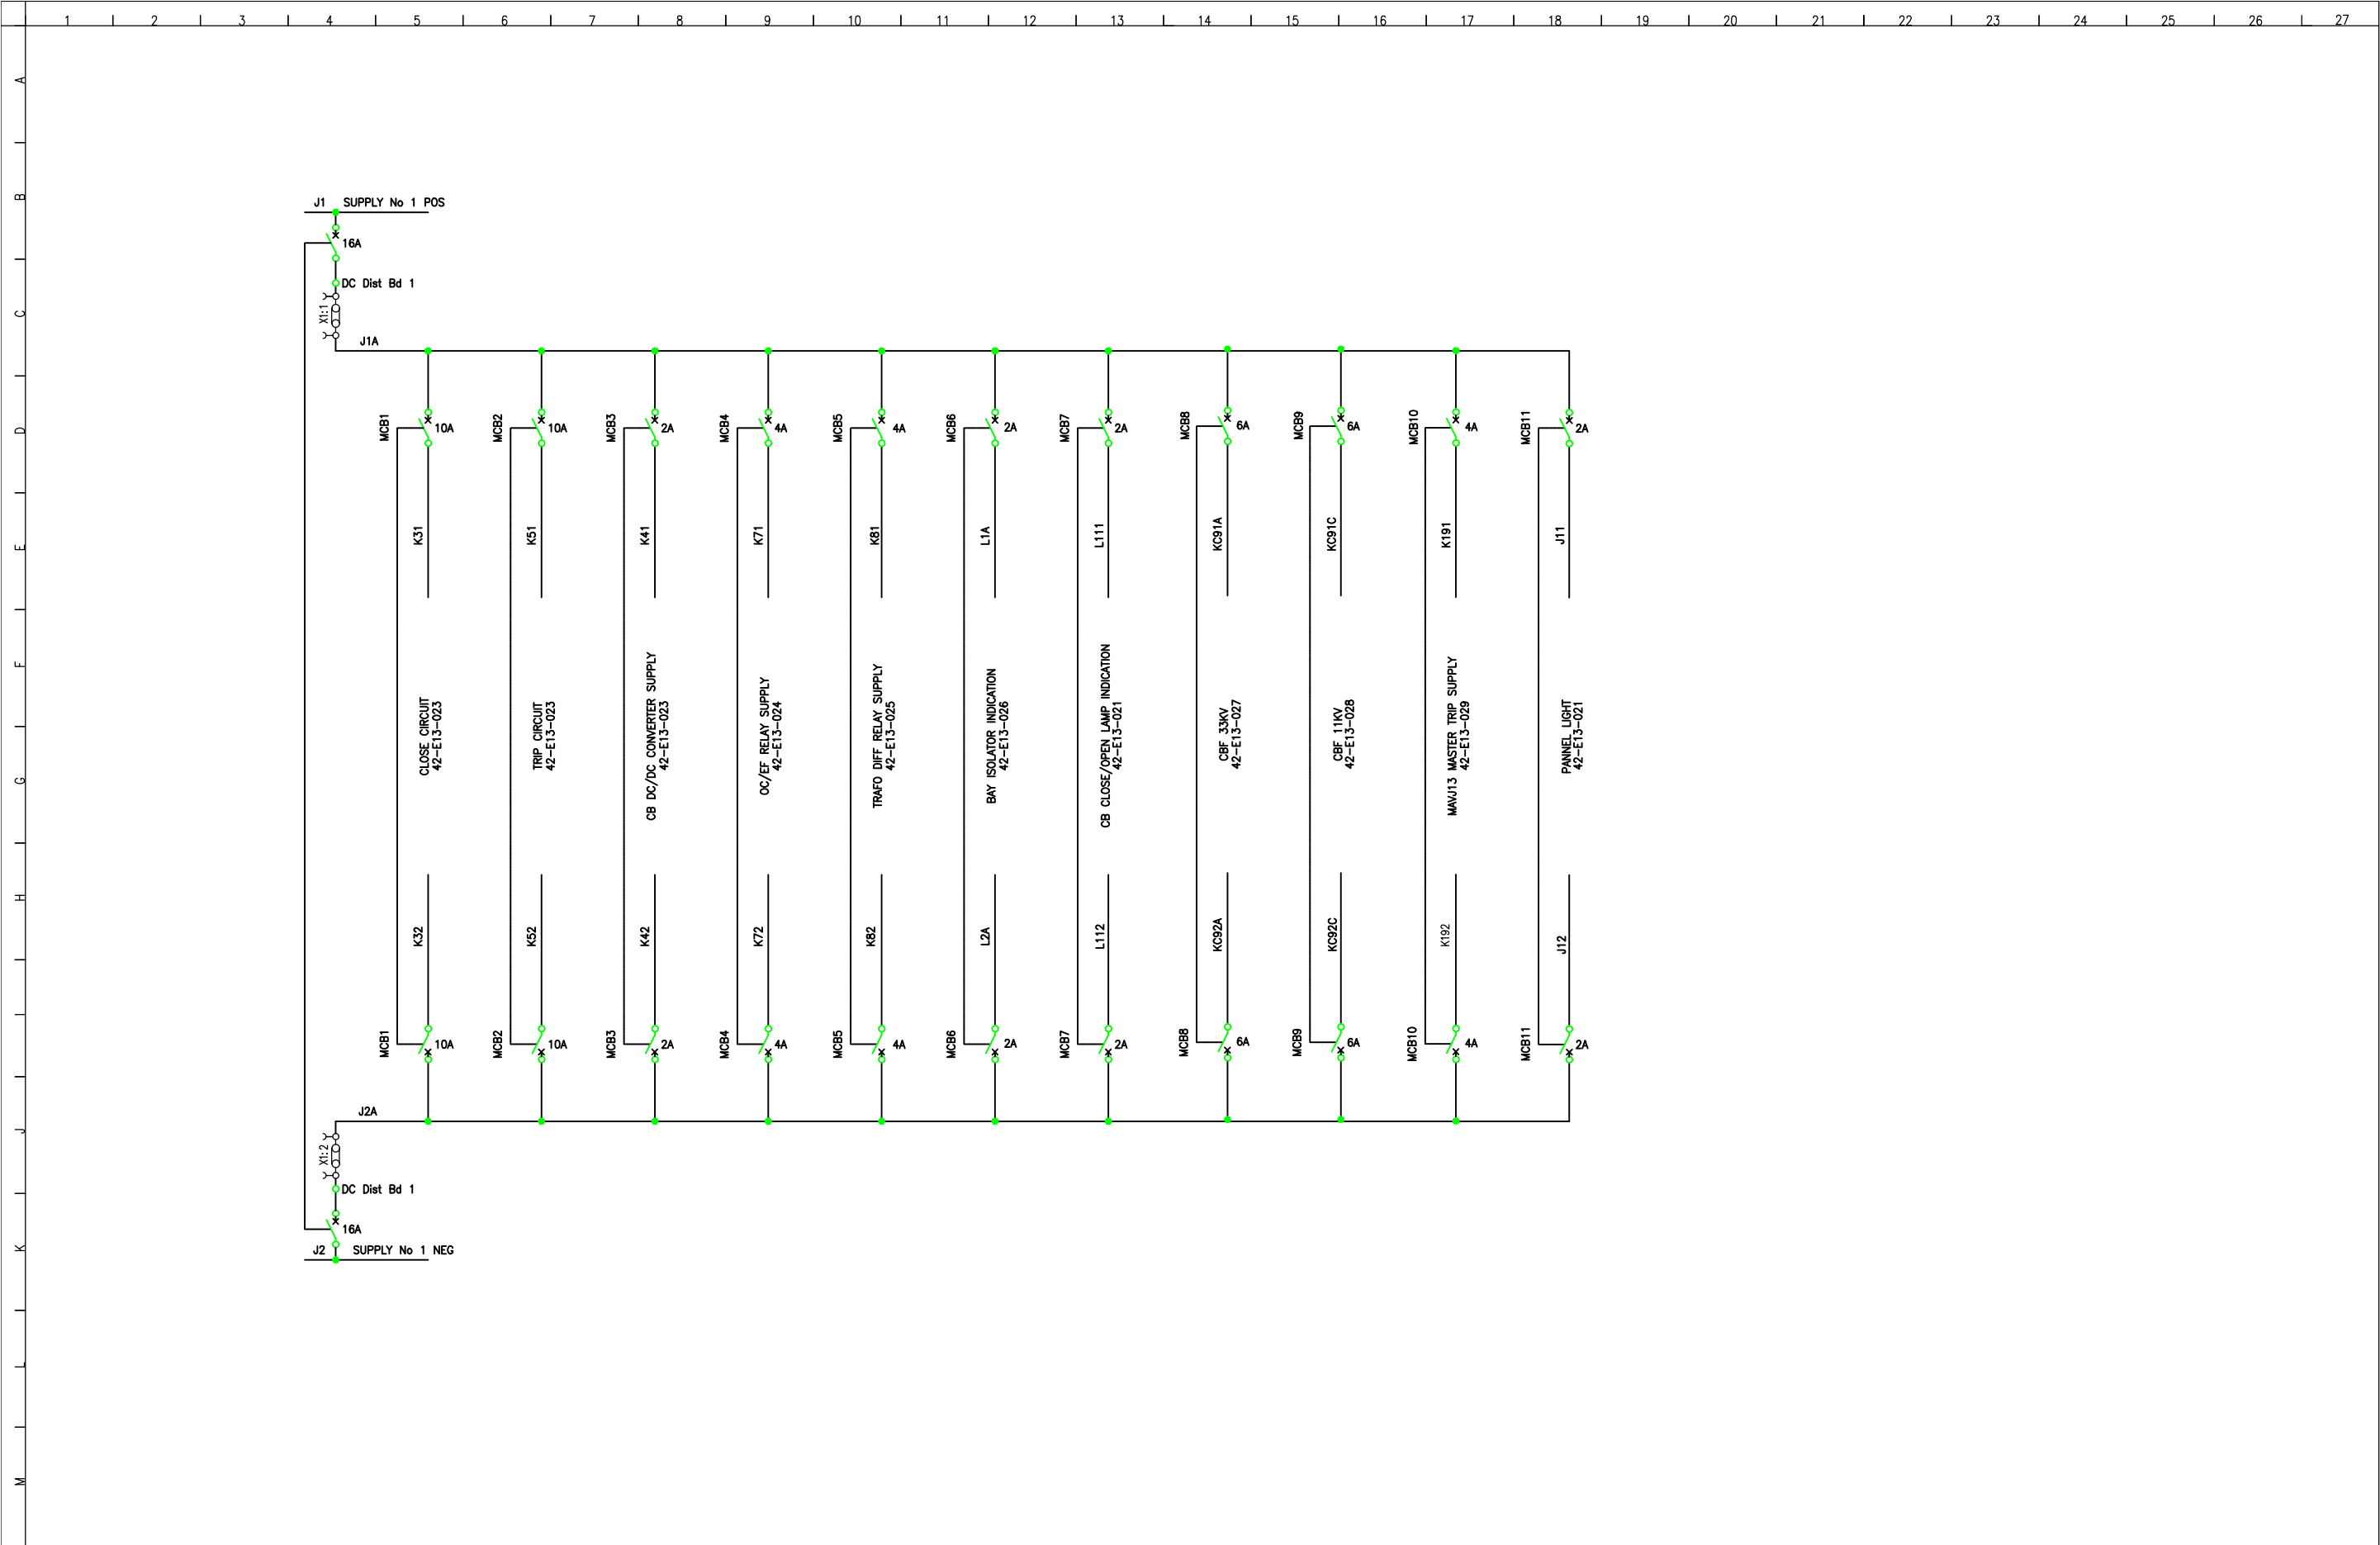 1 2 3 4 5 6 7 8 9 10 11 12 13 14 15 16 17 18 19 20 21 22 23 24 25 26 27
A
B
C
D
E
F
G
H
I
J
K
L
M
J1 SUPPLY No 1 POS
16A
DC Dist Bd 1
X1:1
J1A
MCB1 10A MCB2 10A MCB3 2A MCB4 4A MCB5 4A MCB6 2A MCB7 2A MCB8 6A MCB9 6A MCB10 4A MCB11 2A
K31 K51 K41 K71 K81 L1A L111 KC91A KC91C K191 J11
CLOSE CIRCUIT
42-E13-023
TRIP CIRCUIT
42-E13-023
CB DC/DC CONVERTER SUPPLY
42-E13-023
OC/EF RELAY SUPPLY
42-E13-024
TRAFO DIFF RELAY SUPPLY
42-E13-025
BAY ISOLATOR INDICATION
42-E13-026
CB CLOSE/OPEN LAMP INDICATION
42-E13-021
CBF 33KV
42-E13-027
CBF 11KV
42-E13-028
MAVJ13 MASTER TRIP SUPPLY
42-E13-029
PANNEL LIGHT
42-E13-021
K32 K52 K42 K72 K82 L2A L112 KC92A KC92C K192 J12
MCB1 10A MCB2 10A MCB3 2A MCB4 4A MCB5 4A MCB6 2A MCB7 2A MCB8 6A MCB9 6A MCB10 4A MCB11 2A
J2A
X1:2
DC Dist Bd 1
16A
J2 SUPPLY No 1 NEG